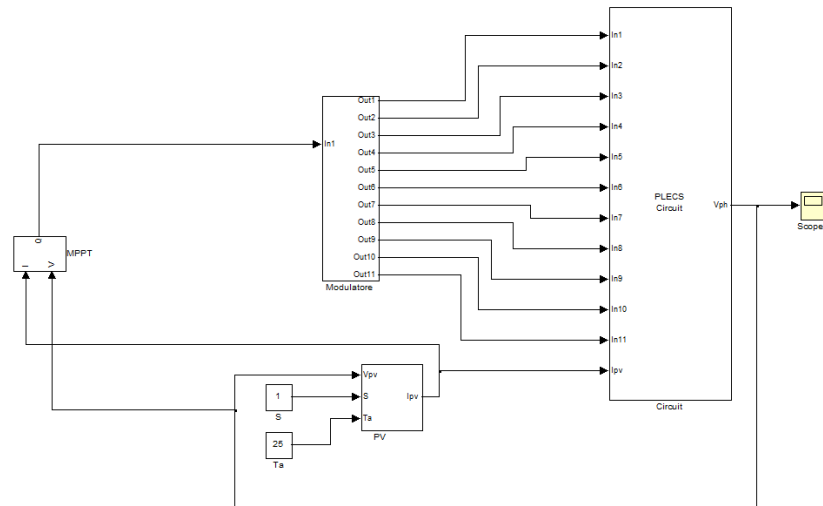 In1
In2
In3
In4
In5
In6
In7
In8
In9
In10
In11
Ipv
PLECS
Circuit
Vph
Circuit
Scope
In1
Out1
Out2
Out3
Out4
Out5
Out6
Out7
Out8
Out9
Out10
Out11
Modulatore
0
I
V
MPPT
Vpv
S
Ta
Ipv
PV
1
S
25
Ta